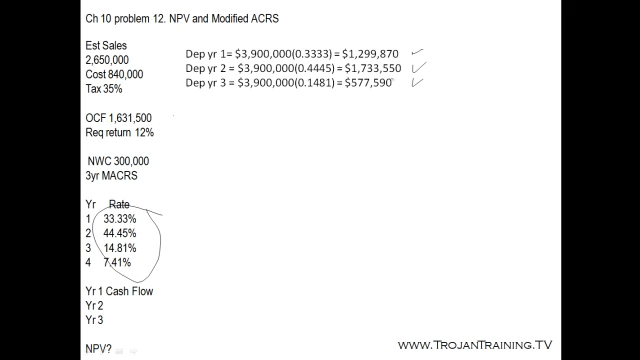 Ch 10 problem 12. NPV and Modified ACRS
Est Sales
2,650,000
Cost 840,000
Tax 35%
Dep yr 1= $3,900,000(0.3333) = $1,299,870
Dep yr 2 = $3,900,000(0.4445) = $1,733,550
Dep yr 3 = $3,900,000(0.1481) = $577,590
OCF 1,631,500
Req return 12%
NWC 300,000
3yr MACRS
Yr Rate
1 33.33%
2 44.45%
3 14.81%
4 7.41%
Yr 1 Cash Flow
Yr 2
Yr 3
NPV?
www.TrojanTraining.TV